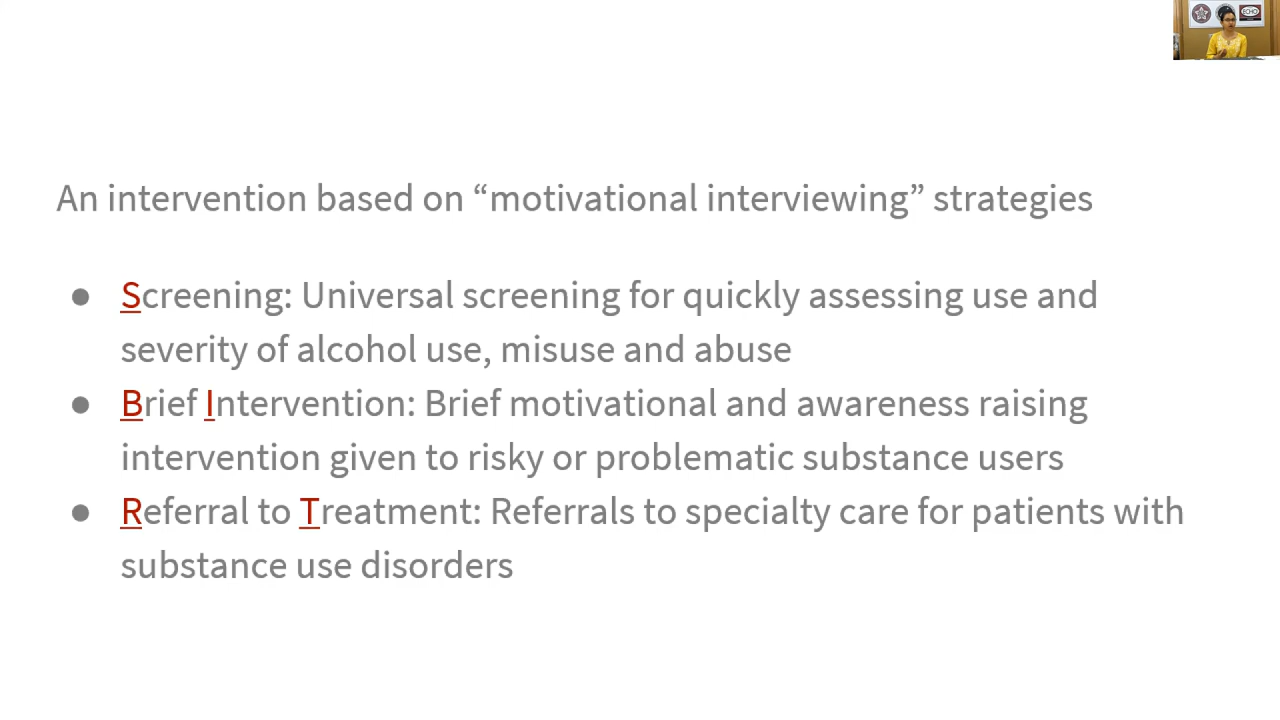 An intervention based on “motivational interviewing” strategies
● Screening: Universal screening for quickly assessing use and
severity of alcohol use, misuse and abuse
● Brief Intervention: Brief motivational and awareness raising
intervention given to risky or problematic substance users
● Referral to Treatment: Referrals to specialty care for patients with
substance use disorders
ECHO